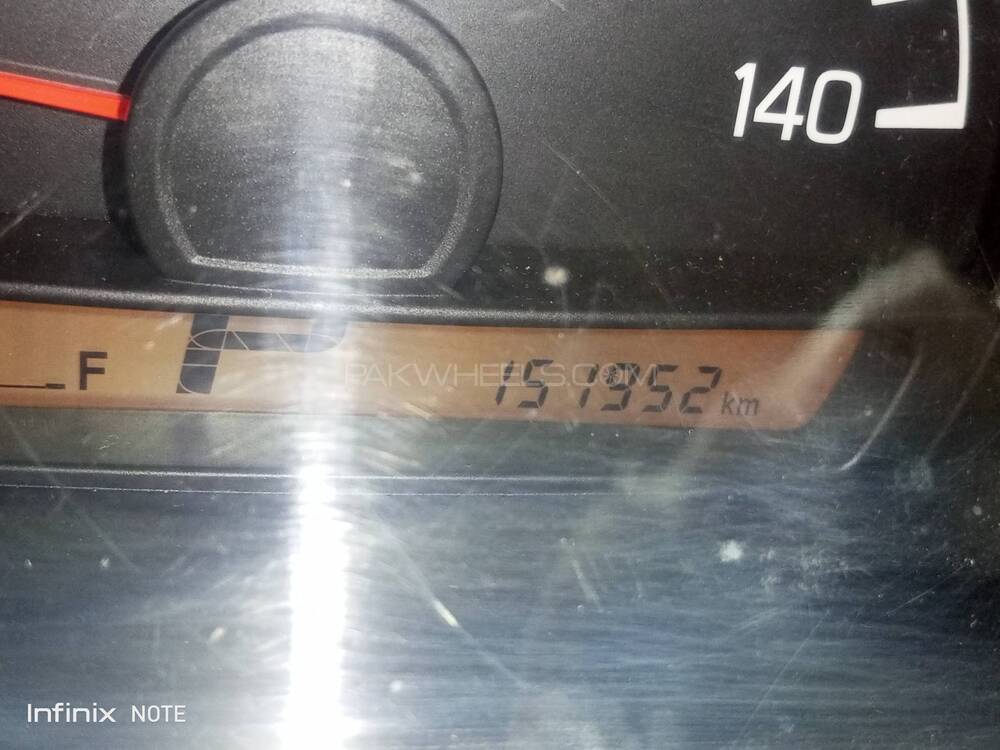 140
F P 151952 km
PAKWHEELS.COM
Infinix NOTE